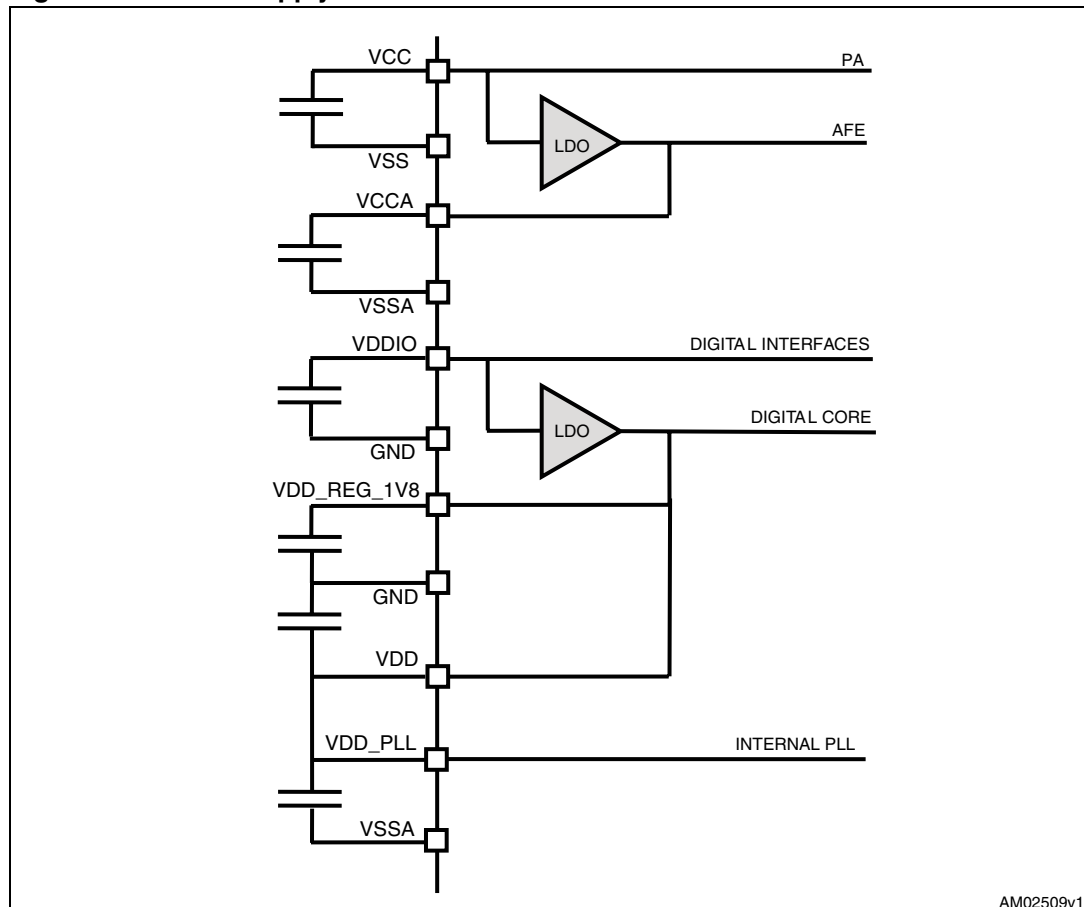 VCC
PA
LDO
AFE
VSS
VCCA
VSSA
VDDIO
DIGITAL INTERFACES
LDO
DIGITAL CORE
GND
VDD_REG_1V8
GND
VDD
VDD_PLL
INTERNAL PLL
VSSA
AM02509v1